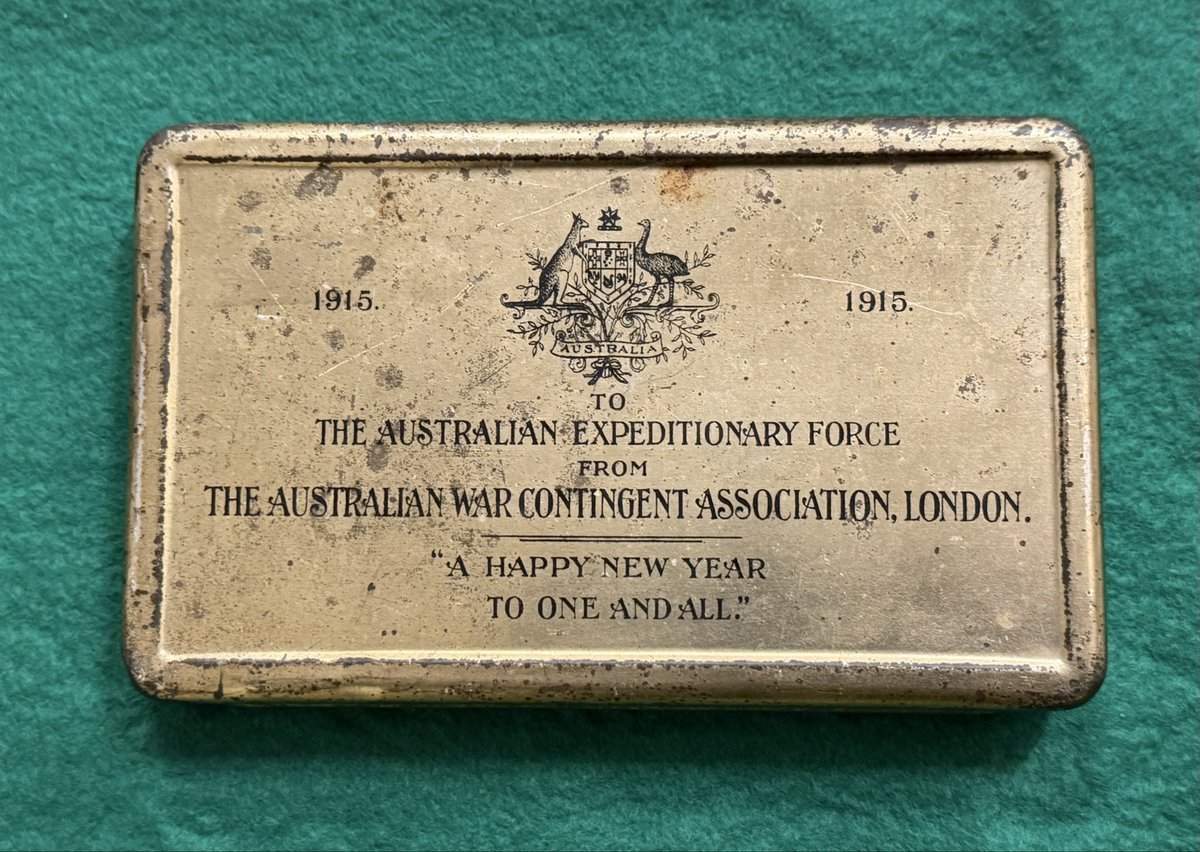 1915. 1915.
AUSTRALIA
TO
THE AUSTRALIAN EXPEDITIONARY FORCE
FROM
THE AUSTRALIAN WAR CONTINGENT ASSOCIATION, LONDON.
“A HAPPY NEW YEAR
TO ONE AND ALL.”